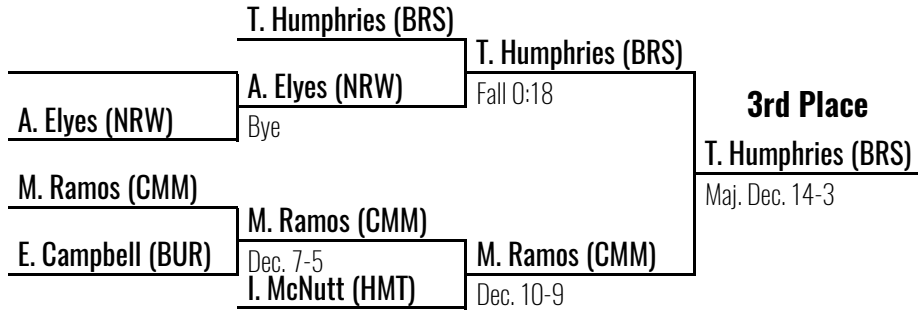 T. Humphries (BRS)
T. Humphries (BRS)
A. Elyes (NRW)
Fall 0:18
3rd Place
A. Elyes (NRW)
Bye
T. Humphries (BRS)
M. Ramos (CMM)
Maj. Dec. 14-3
M. Ramos (CMM)
E. Campbell (BUR)
Dec. 7-5
M. Ramos (CMM)
I. McNutt (HMT)
Dec. 10-9